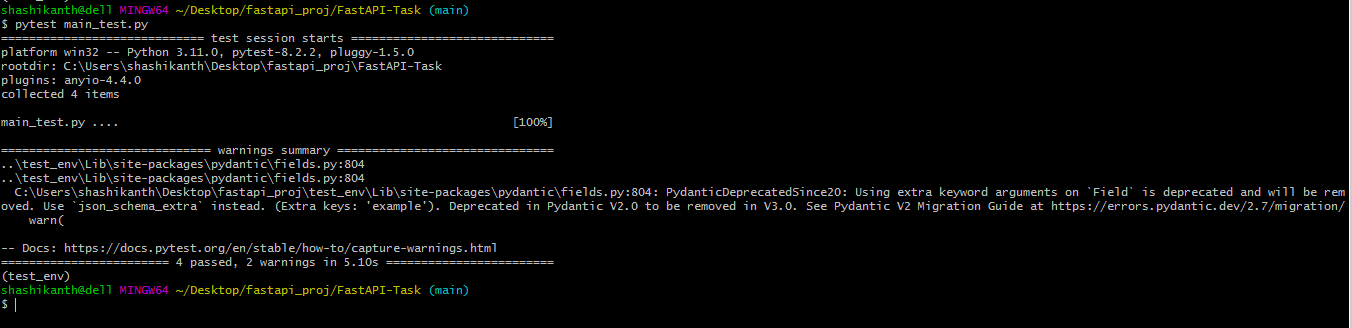 shashikanth@dell MINGW64 ~/Desktop/fastapi_proj/FastAPI-Task (main)
$ pytest main_test.py
============================= test session starts =============================
platform win32 -- Python 3.11.0, pytest-8.2.2, pluggy-1.5.0
rootdir: C:\Users\shashikanth\Desktop\fastapi_proj\FastAPI-Task
plugins: anyio-4.4.0
collected 4 items
main_test.py .... [100%]
============================== warnings summary ===============================
..\test_env\Lib\site-packages\pydantic\fields.py:804
..\test_env\Lib\site-packages\pydantic\fields.py:804
C:\Users\shashikanth\Desktop\fastapi_proj\test_env\Lib\site-packages\pydantic\fields.py:804: PydanticDeprecatedSince20: Using extra keyword arguments on `Field` is deprecated and will be rem
oved. Use `json_schema_extra` instead. (Extra keys: 'example'). Deprecated in Pydantic V2.0 to be removed in V3.0. See Pydantic V2 Migration Guide at https://errors.pydantic.dev/2.7/migration/
warn(
-- Docs: https://docs.pytest.org/en/stable/how-to/capture-warnings.html
======================== 4 passed, 2 warnings in 5.10s ========================
(test_env)
shashikanth@dell MINGW64 ~/Desktop/fastapi_proj/FastAPI-Task (main)
$